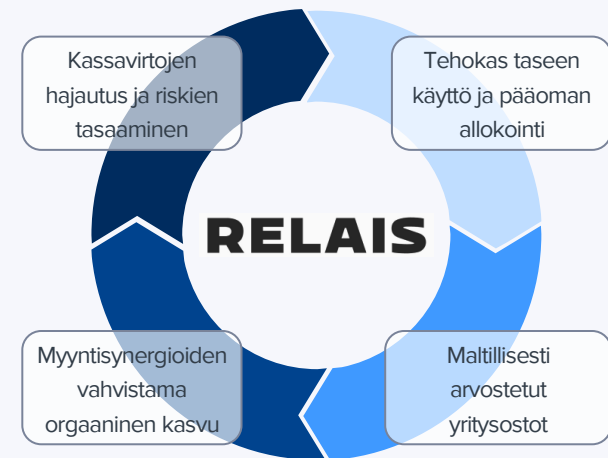 Kassavirtojen
hajautus ja riskien
tasaaminen
Tehokas taseen
käyttö ja pääoman
allokointi
RELAIS
Myyntisynergioiden
vahvistama
orgaaninen kasvu
Maltillisesti
arvostetut
yritysostot